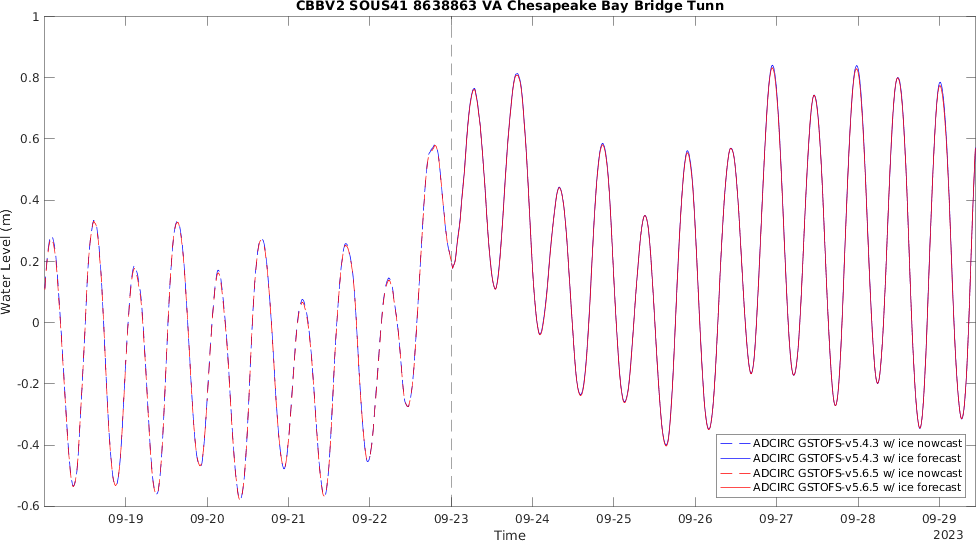 CBBV2 SOUS41 8638863 VA Chesapeake Bay Bridge Tunn
1
0.8
0.6
0.4
0.2
0
-0.2
-0.4
-0.6
Water Level (m)
ADCIRC GSTOFS-v5.4.3 w/ ice nowcast
ADCIRC GSTOFS-v5.4.3 w/ ice forecast
ADCIRC GSTOFS-v5.6.5 w/ ice nowcast
ADCIRC GSTOFS-v5.6.5 w/ ice forecast
09-19 09-20 09-21 09-22 09-23 09-24 09-25 09-26 09-27 09-28 09-29
Time 2023